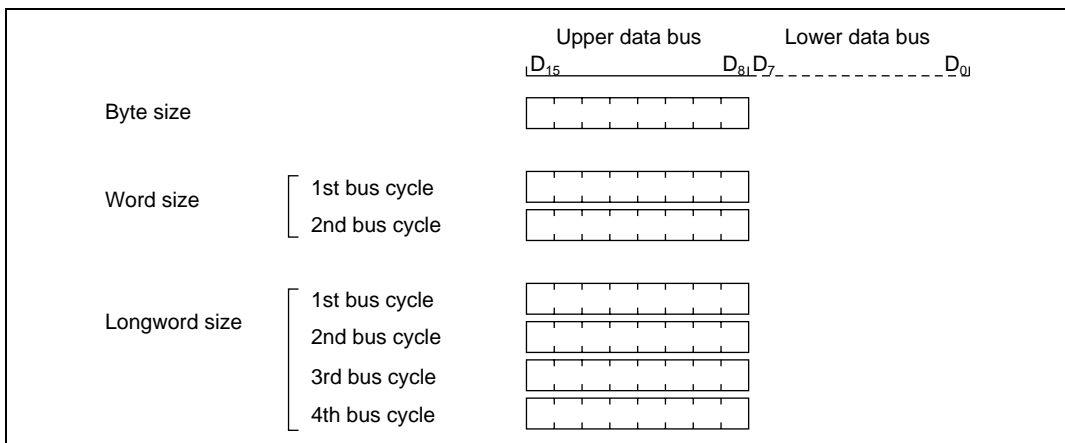 Upper data bus Lower data bus
D15 D8 D7 D0
Byte size
Word size
1st bus cycle
2nd bus cycle
Longword size
1st bus cycle
2nd bus cycle
3rd bus cycle
4th bus cycle